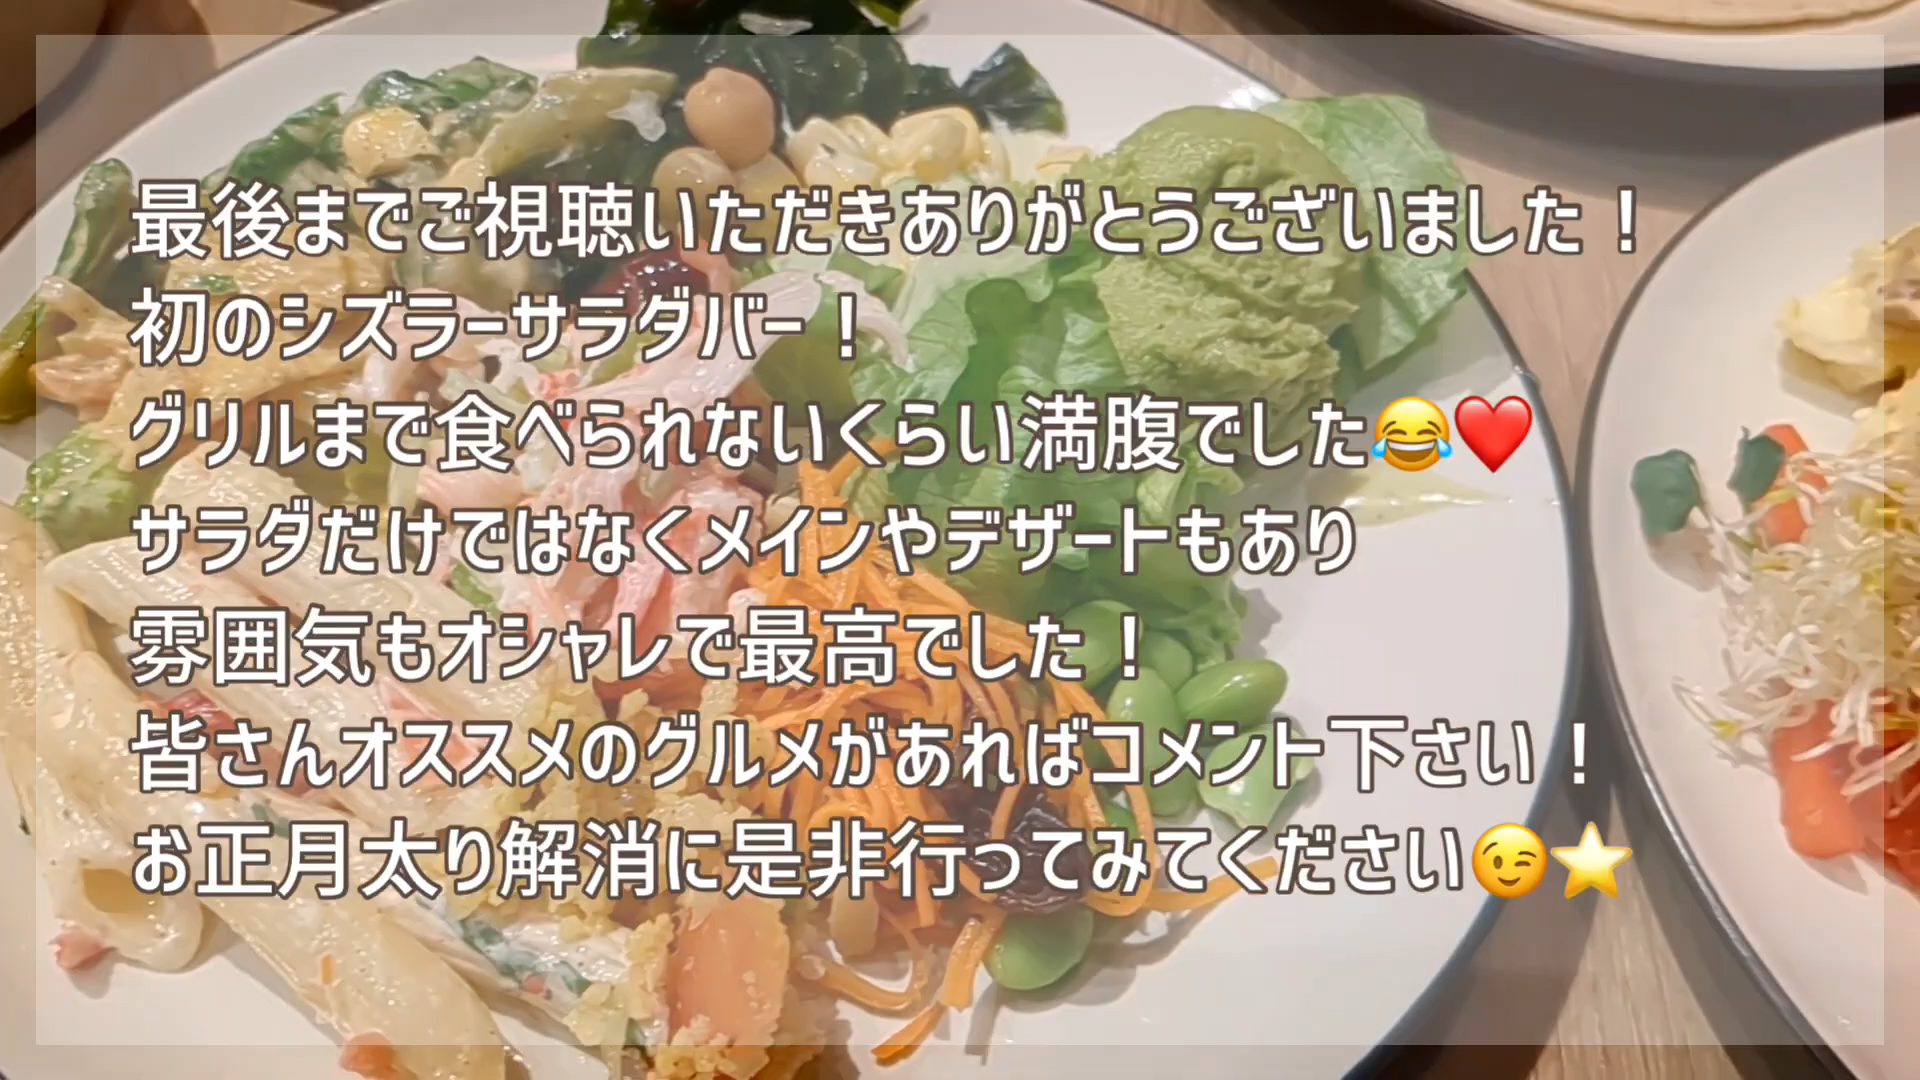 最後までご視聴いただきありがとうございました！
初のシズラーサラダバー！
グリルまで食べられないくらい満腹でした😂❤️
サラダだけではなくメインやデザートもあり
雰囲気もオシャレで最高でした！
皆さんオススメのグルメがあればコメント下さい！
お正月太り解消に是非行ってみてください😉⭐